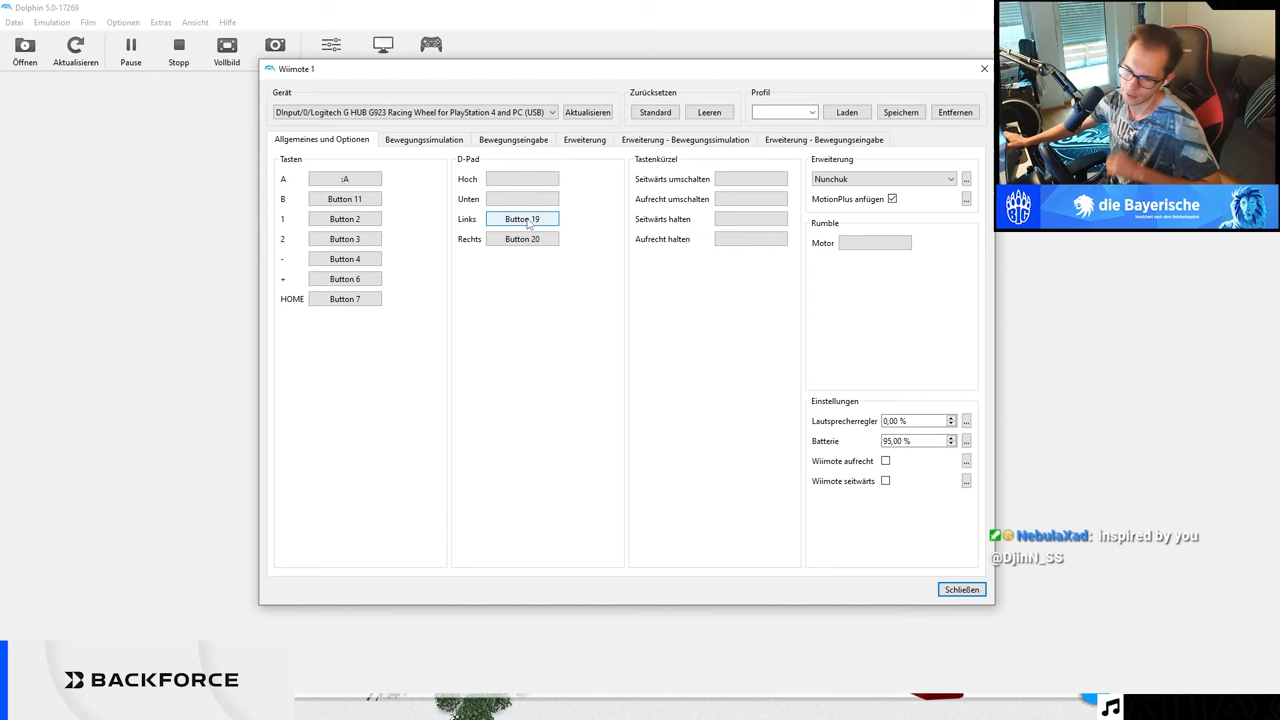 Dolphin 5.0-17269
Datei Emulation Film Optionen Extras Ansicht Hilfe
Öffnen Aktualisieren Pause Stopp Vollbild
Wiimote 1
Gerät
DInput/0/Logitech G HUB G923 Racing Wheel for PlayStation 4 and PC (USB)
Aktualisieren
Zurücksetzen
Standard Leeren
Profil
Laden Speichern Entfernen
Allgemeines und Optionen Bewegungssimulation Bewegungseingabe Erweiterung Erweiterung - Bewegungssimulation Erweiterung - Bewegungseingabe
Tasten
A :A
B Button 11
1 Button 2
2 Button 3
- Button 4
+ Button 6
HOME Button 7
D-Pad
Hoch
Unten
Links Button 19
Rechts Button 20
Tastenkürzel
Seitwärts umschalten
Aufrecht umschalten
Seitwärts halten
Aufrecht halten
Erweiterung
Nunchuk ...
MotionPlus anfügen ...
Rumble
Motor
Einstellungen
Lautsprecherregler 0,00 % ...
Batterie 95,00 % ...
Wiimote aufrecht ...
Wiimote seitwärts ...
Schließen
die Bayerische
Versichert nach dem Reinheitsgebot
NebulaXad: inspired by you
@DjinN_SS
BACKFORCE